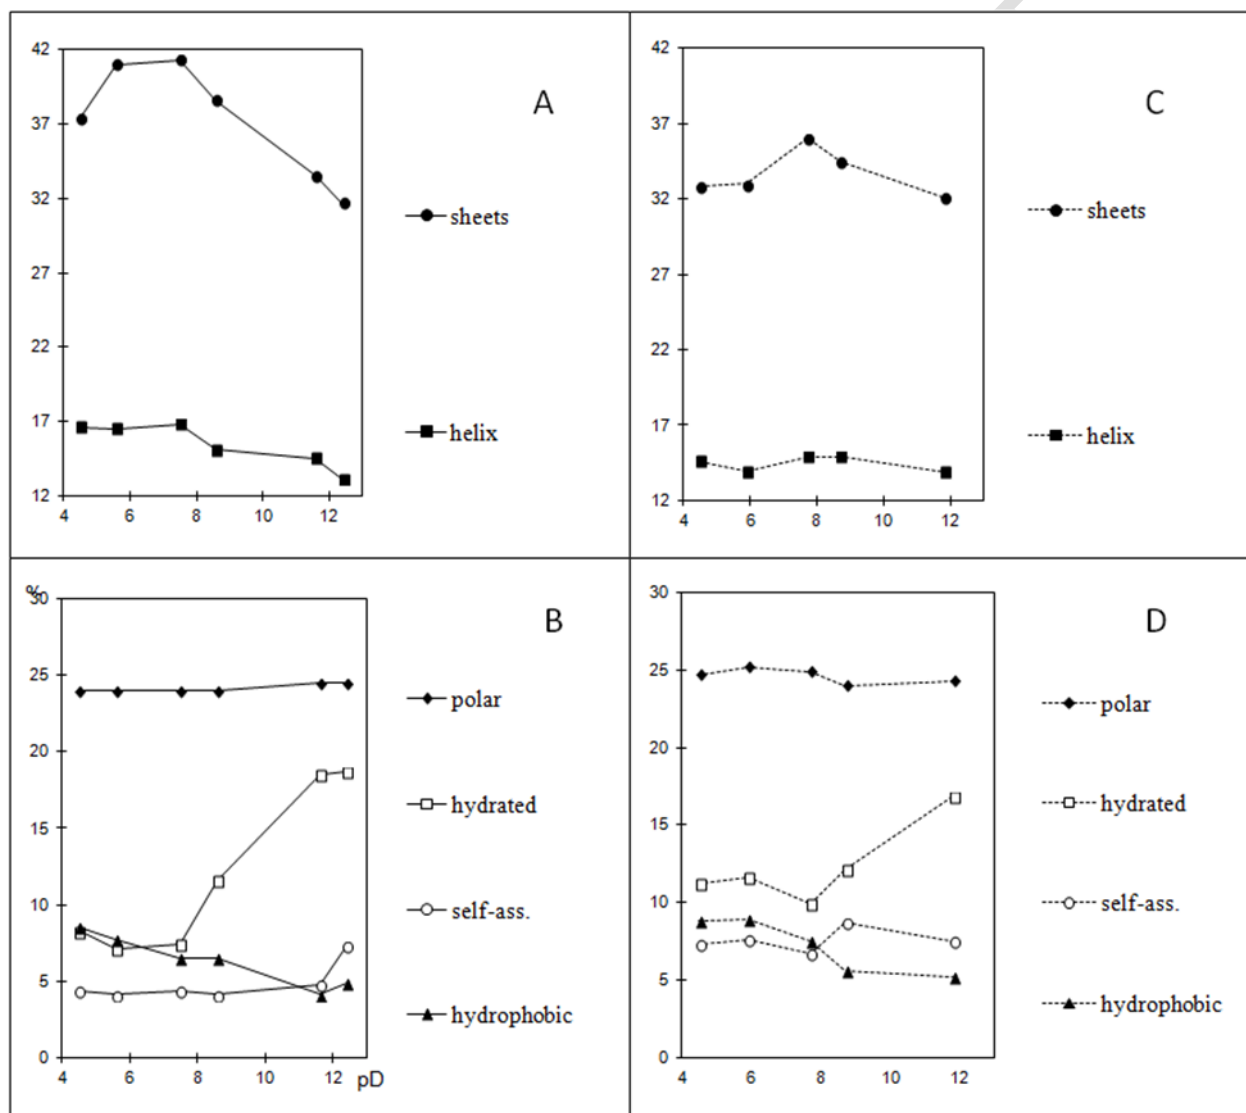 42
37
32
27
22
17
12
4 6 8 10 12
A
sheets
helix
42
37
32
27
22
17
12
4 6 8 10 12
C
sheets
helix
%
30
25
20
15
10
5
0
4 6 8 10 12 pD
B
polar
hydrated
self-ass.
hydrophobic
30
25
20
15
10
5
0
4 6 8 10 12
D
polar
hydrated
self-ass.
hydrophobic